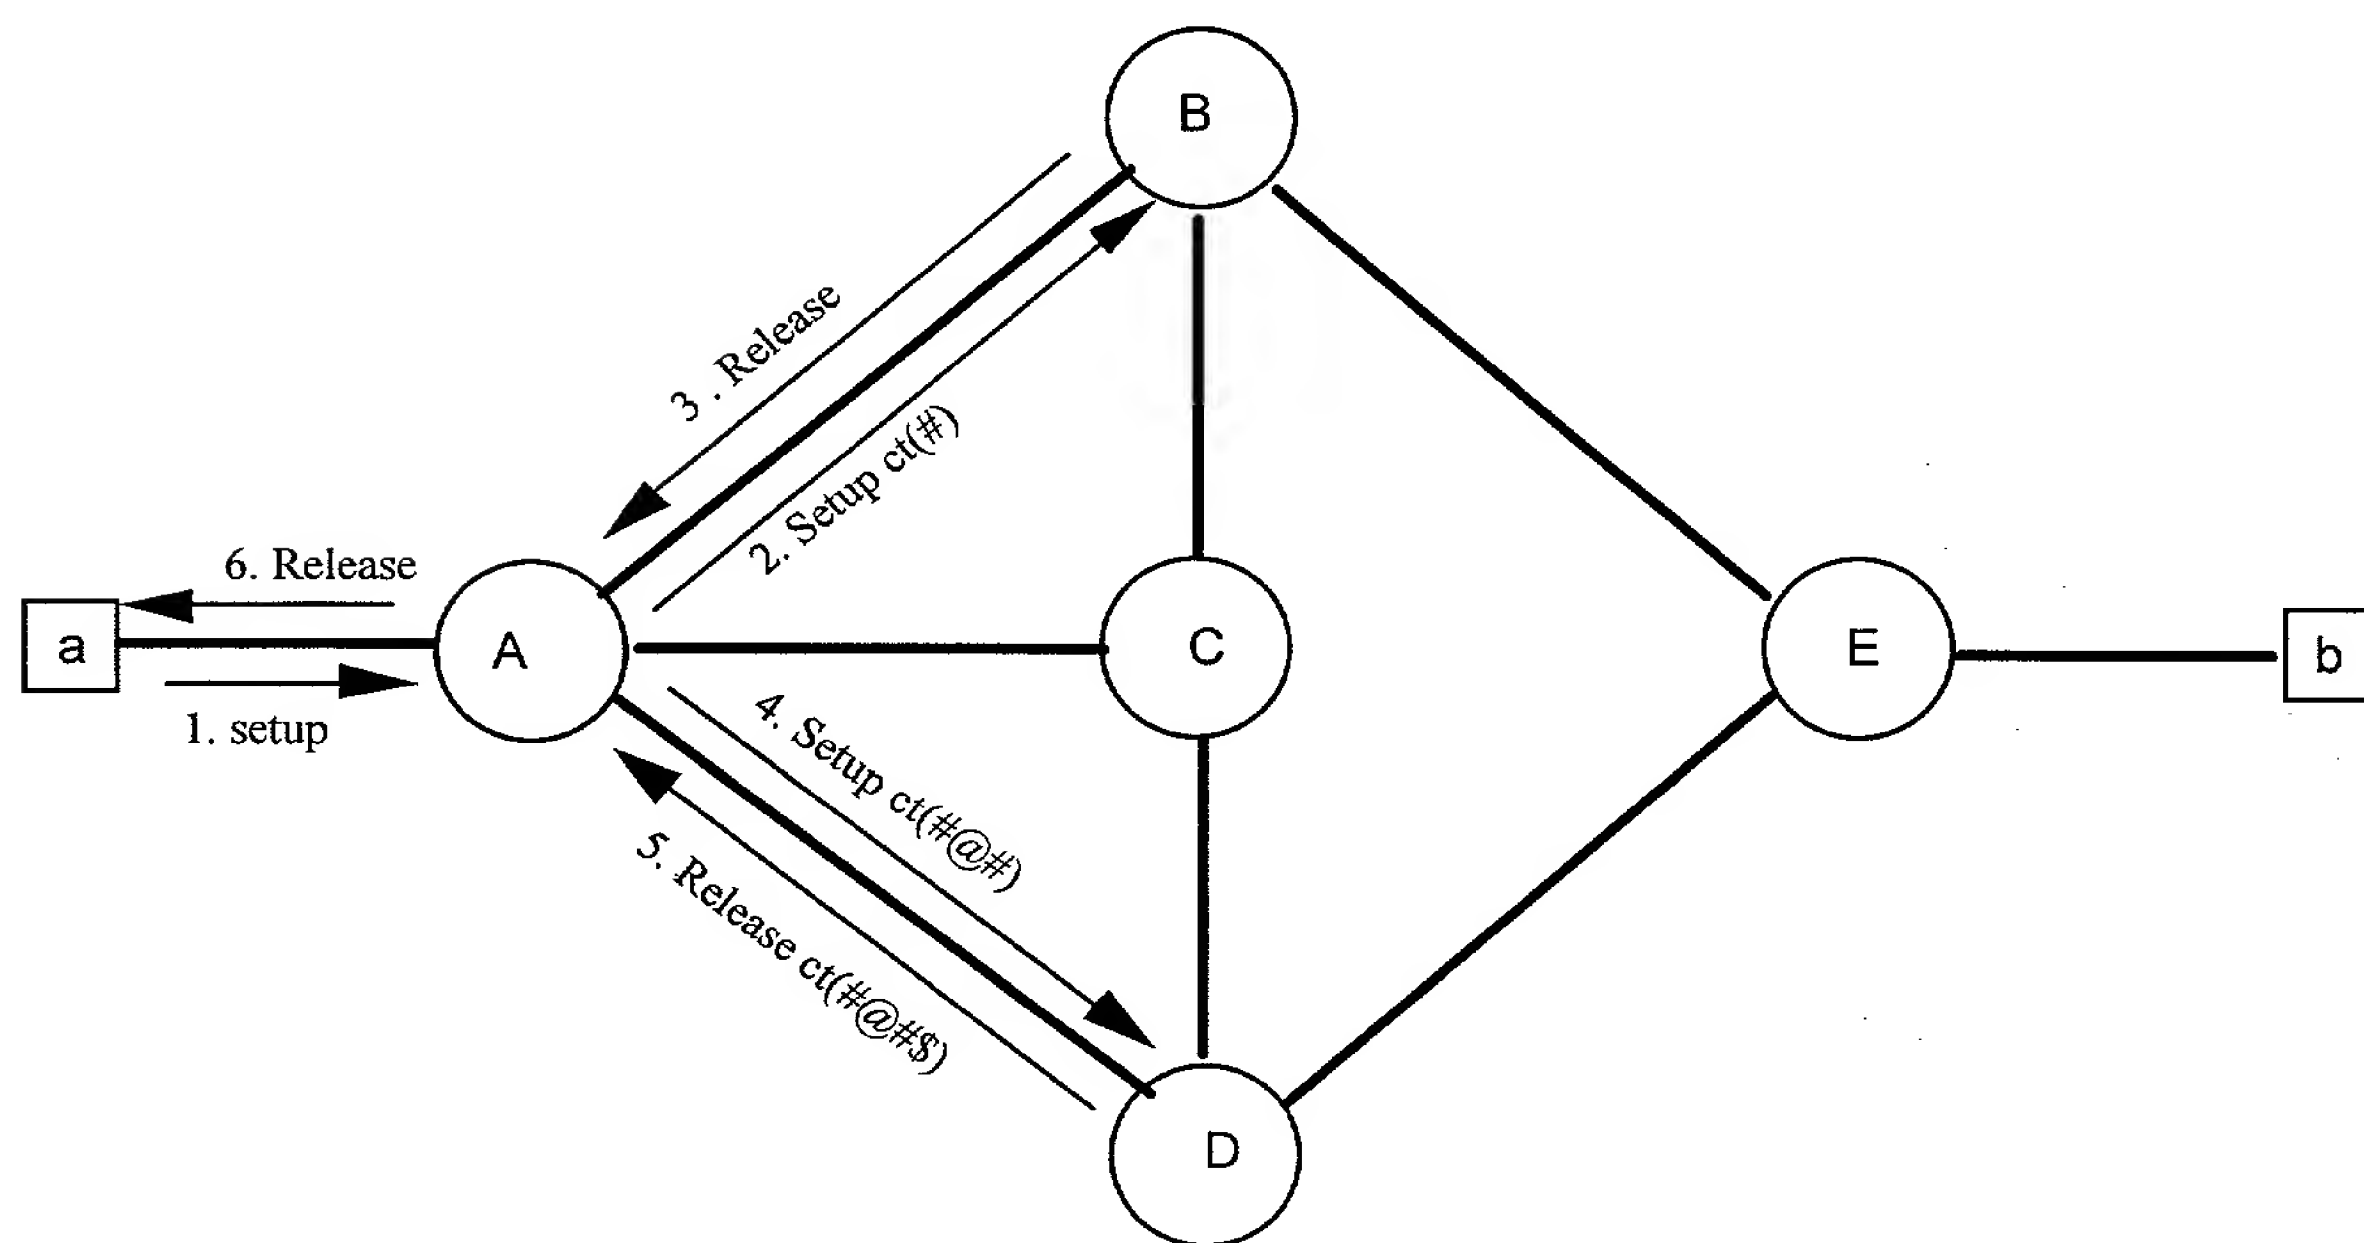 B
3 . Release
2. Setup ct(#)
6. Release
a
A
C
E
b
1. setup
4. Setup ct(#@#)
5. Release ct(#@#$)
D